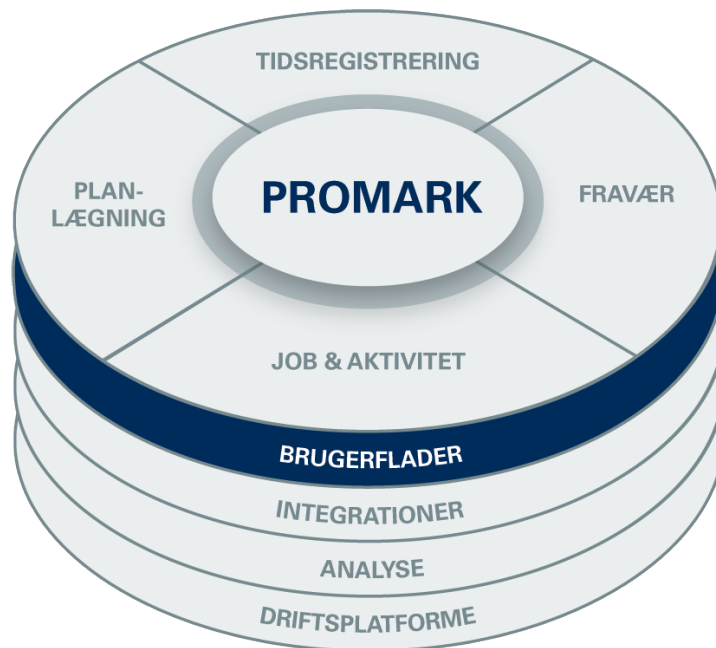 TIDSREGISTRERING
PLAN-
LÆGNING
PROMARK
FRAVÆR
JOB & AKTIVITET
BRUGERFLADER
INTEGRATIONER
ANALYSE
DRIFTSPLATFORME